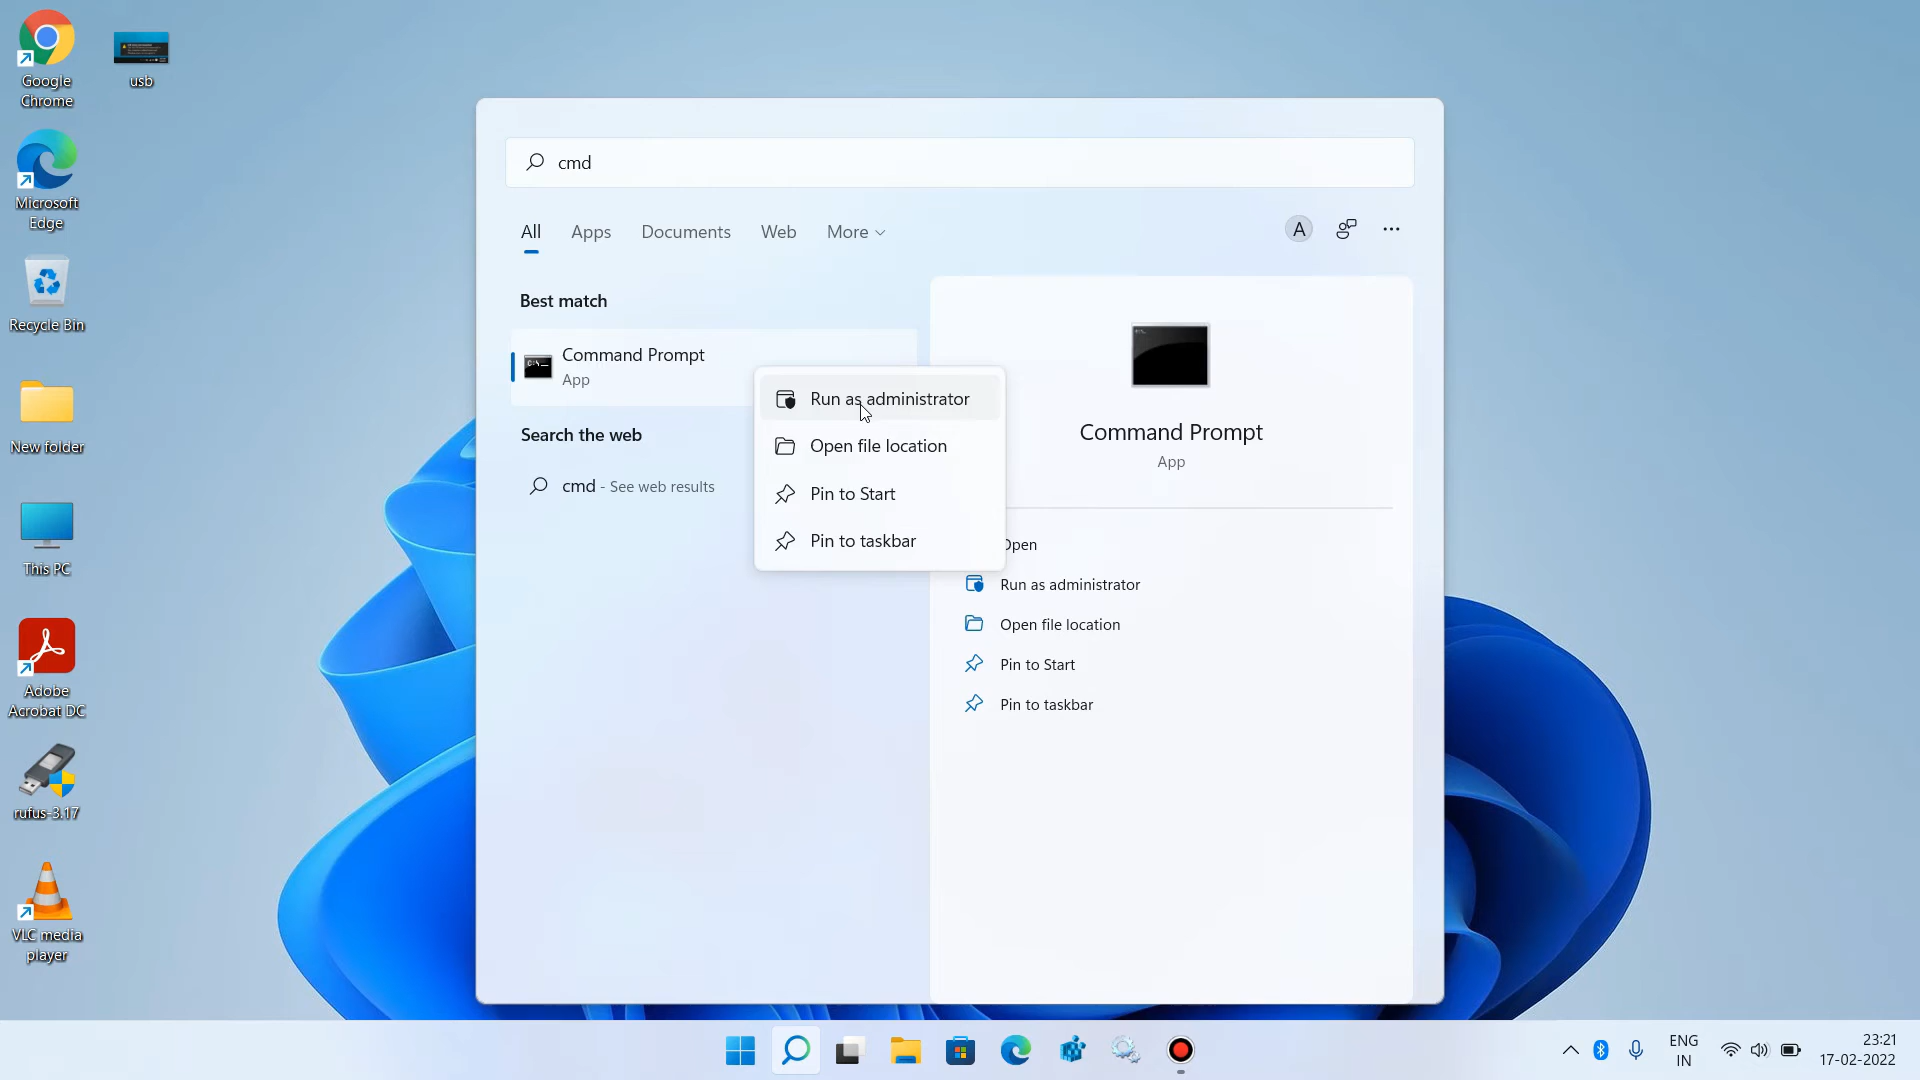 Google
Chrome
usb
Microsoft
Edge
Recycle Bin
New folder
This PC
Adobe
Acrobat DC
rufus-3.17
VLC media
player
cmd
All
Apps
Documents
Web
More
A
Best match
Command Prompt
App
Search the web
cmd - See web results
Run as administrator
Open file location
Pin to Start
Pin to taskbar
Command Prompt
App
Open
Run as administrator
Open file location
Pin to Start
Pin to taskbar
ENG
IN
23:21
17-02-2022